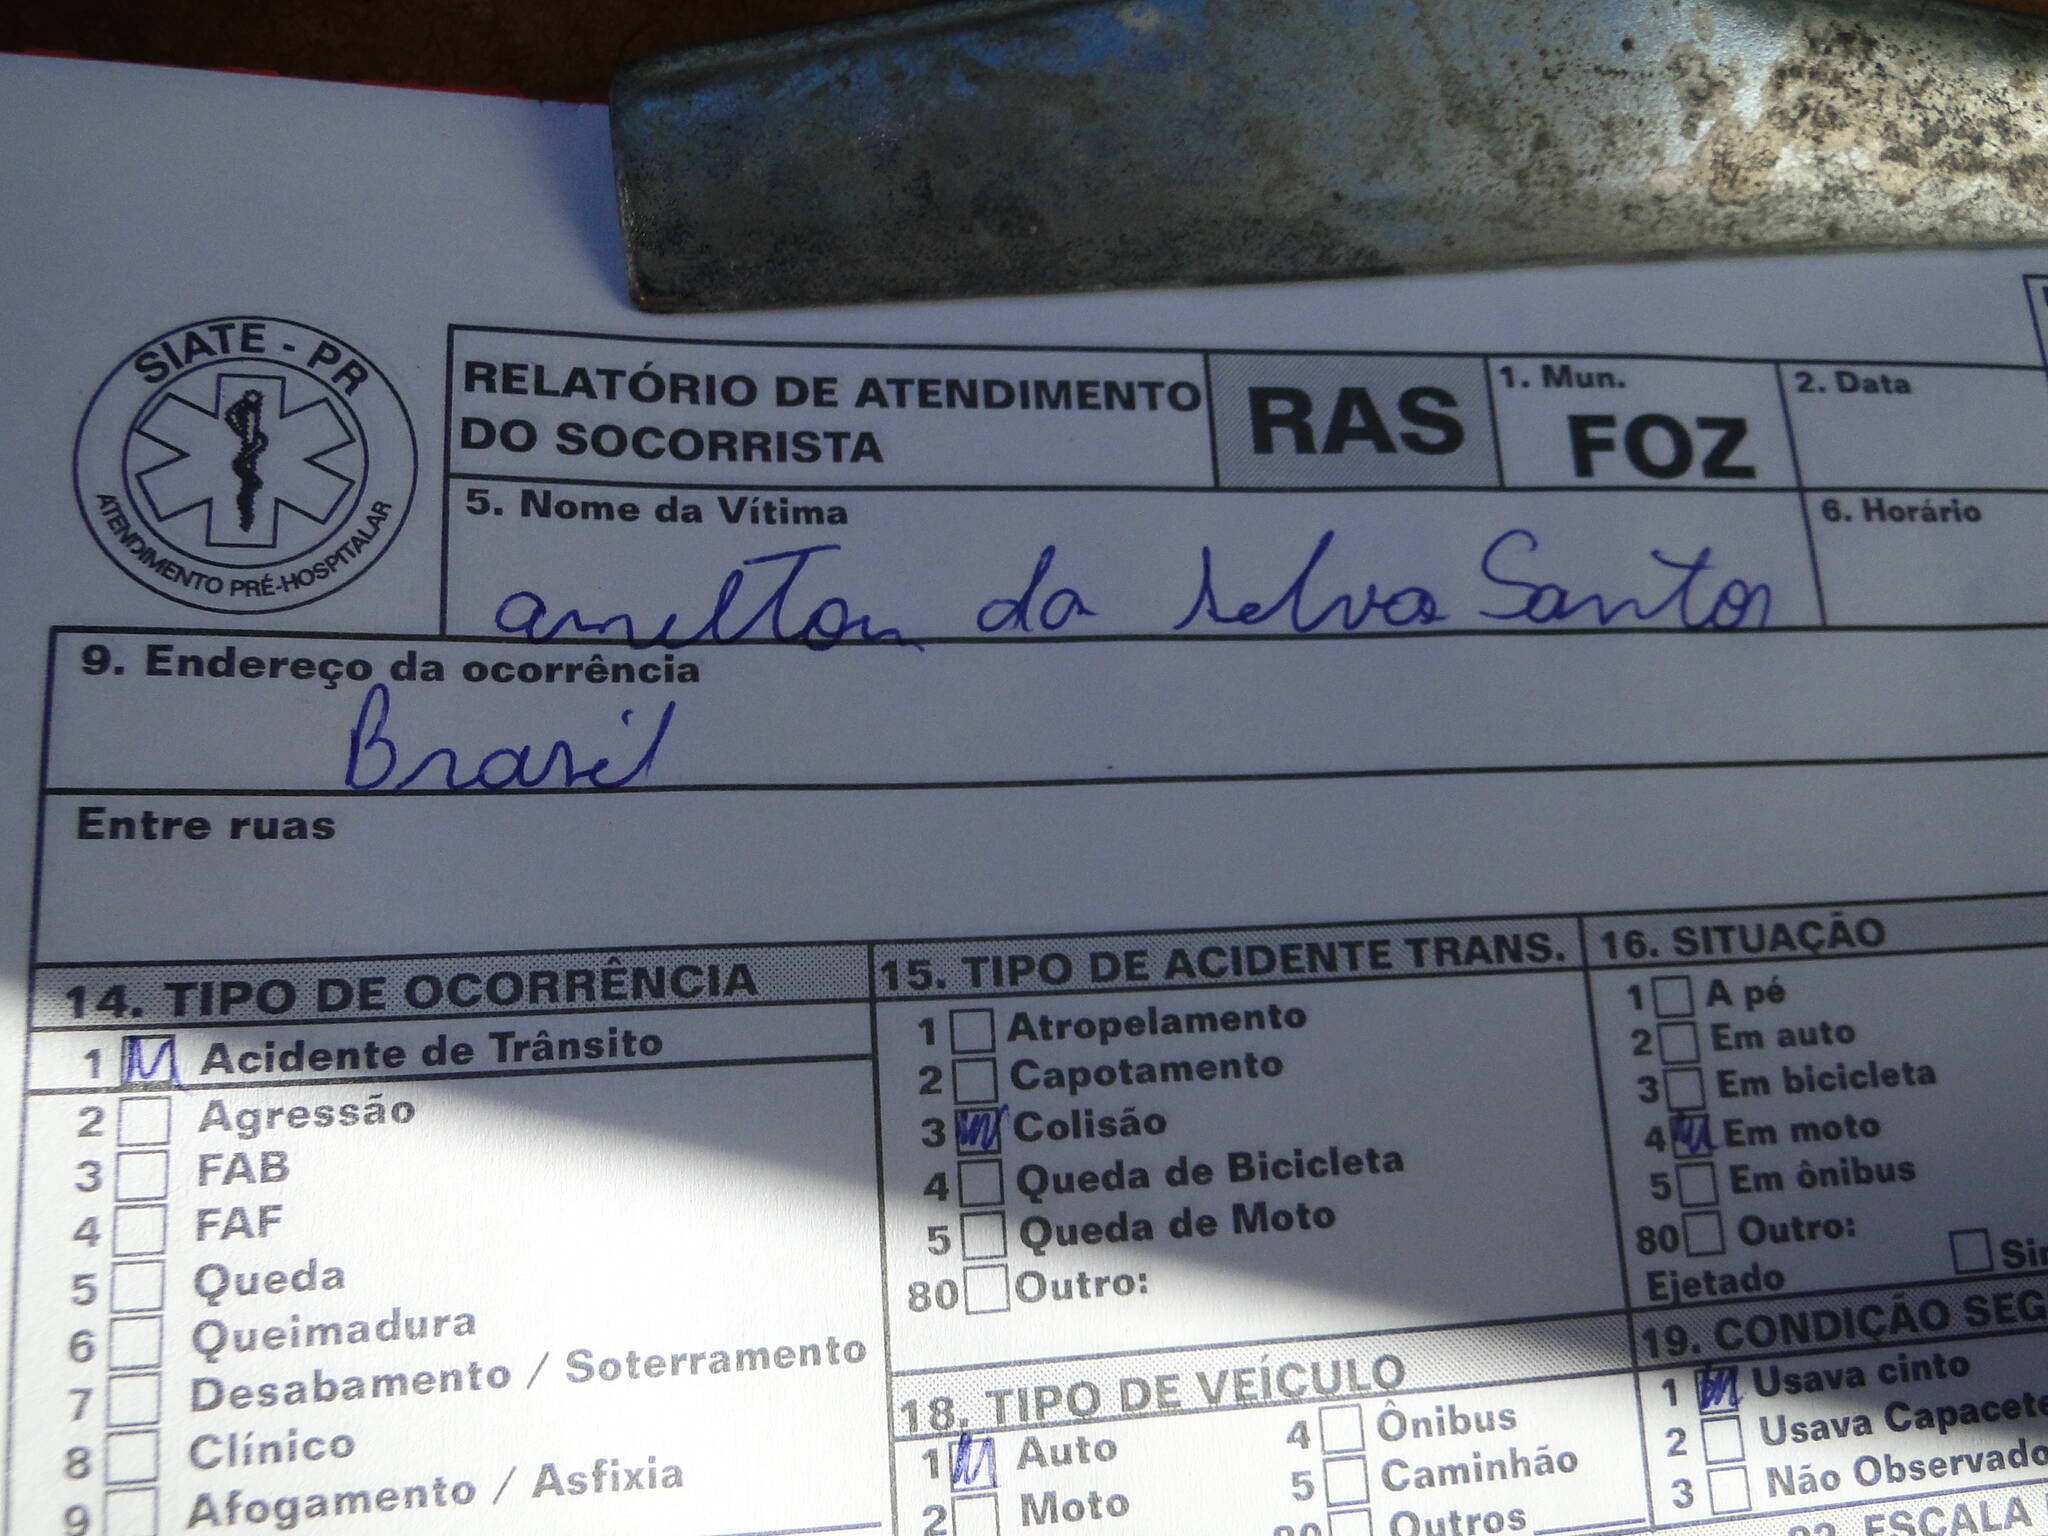 SIATE - PR
ATENDIMENTO PRÉ-HOSPITALAR
RELATÓRIO DE ATENDIMENTO
DO SOCORRISTA
RAS
1. Mun.
FOZ
2. Data
5. Nome da Vítima
amelton da selva Santos
6. Horário
9. Endereço da ocorrência
Brasil
Entre ruas
14. TIPO DE OCORRÊNCIA
1 Acidente de Trânsito
2 Agressão
3 FAB
4 FAF
5 Queda
6 Queimadura
7 Desabamento / Soterramento
8 Clínico
9 Afogamento / Asfixia
15. TIPO DE ACIDENTE TRANS.
1 Atropelamento
2 Capotamento
3 Colisão
4 Queda de Bicicleta
5 Queda de Moto
80 Outro:
16. SITUAÇÃO
1 A pé
2 Em auto
3 Em bicicleta
4 Em moto
5 Em ônibus
80 Outro:
Ejetado
18. TIPO DE VEÍCULO
1 Auto
2 Moto
4 Ônibus
5 Caminhão
Outros
19. CONDIÇÃO SEG
1 Usava cinto
2 Usava Capacete
3 Não Observado
ESCALA